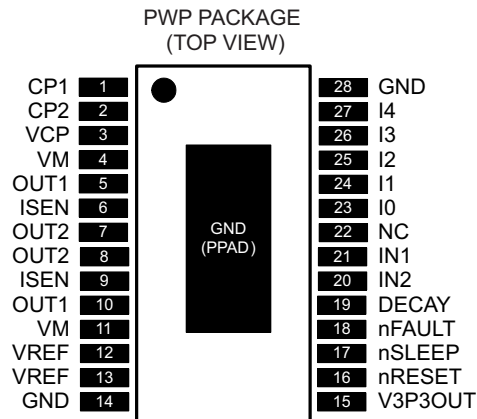 PWP PACKAGE
(TOP VIEW)
CP1 1 28 GND
CP2 2 27 I4
VCP 3 26 I3
VM 4 25 I2
OUT1 5 24 I1
ISEN 6 23 I0
OUT2 7 GND 22 NC
OUT2 8 (PPAD) 21 IN1
ISEN 9 20 IN2
OUT1 10 19 DECAY
VM 11 18 nFAULT
VREF 12 17 nSLEEP
VREF 13 16 nRESET
GND 14 15 V3P3OUT